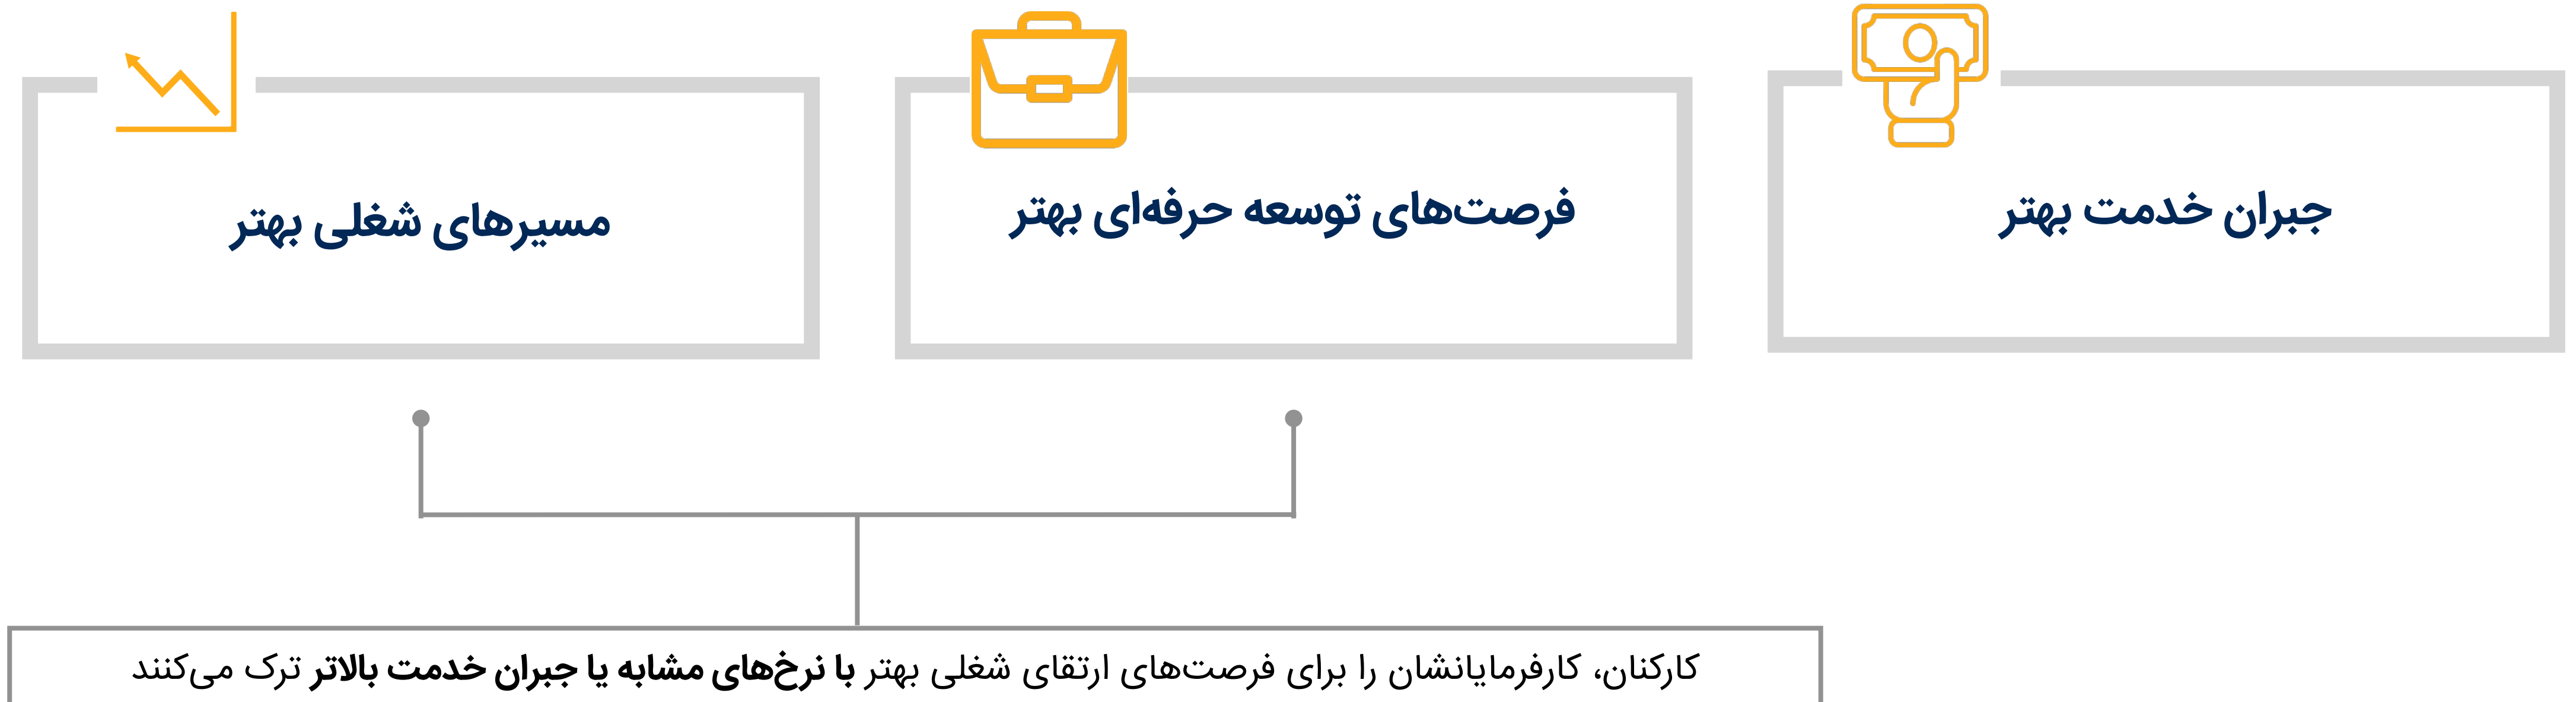 جبران خدمت بهتر
فرصت‌های توسعه حرفه‌ای بهتر
مسیرهای شغلی بهتر
کارکنان، کارفرمایانشان را برای فرصت‌های ارتقای شغلی بهتر با نرخ‌های مشابه یا جبران خدمت بالاتر ترک می‌کنند